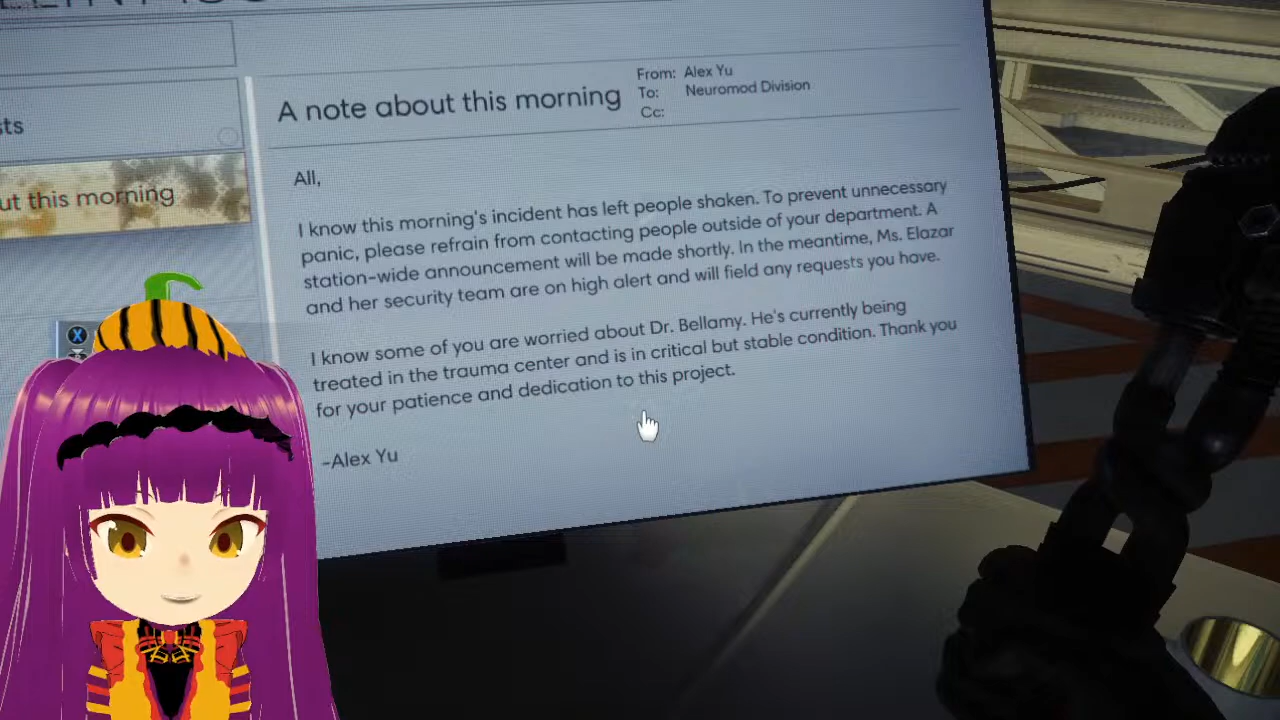 A note about this morning
From: Alex Yu
To: Neuromod Division
Cc:
sts
ut this morning
X
All,
I know this morning's incident has left people shaken. To prevent unnecessary
panic, please refrain from contacting people outside of your department. A
station-wide announcement will be made shortly. In the meantime, Ms. Elazar
and her security team are on high alert and will field any requests you have.
I know some of you are worried about Dr. Bellamy. He's currently being
treated in the trauma center and is in critical but stable condition. Thank you
for your patience and dedication to this project.
-Alex Yu